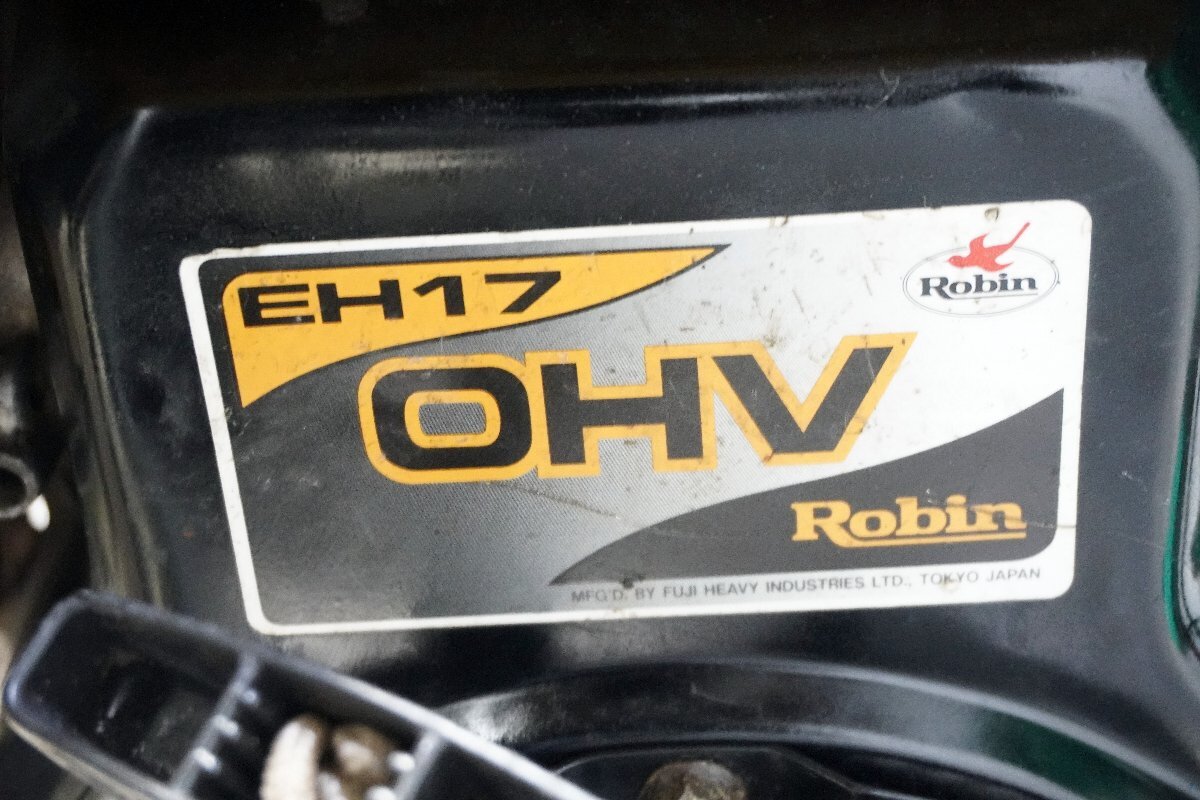 EH17
Robin
OHV
Robin
MFG'D. BY FUJI HEAVY INDUSTRIES LTD., TOKYO JAPAN